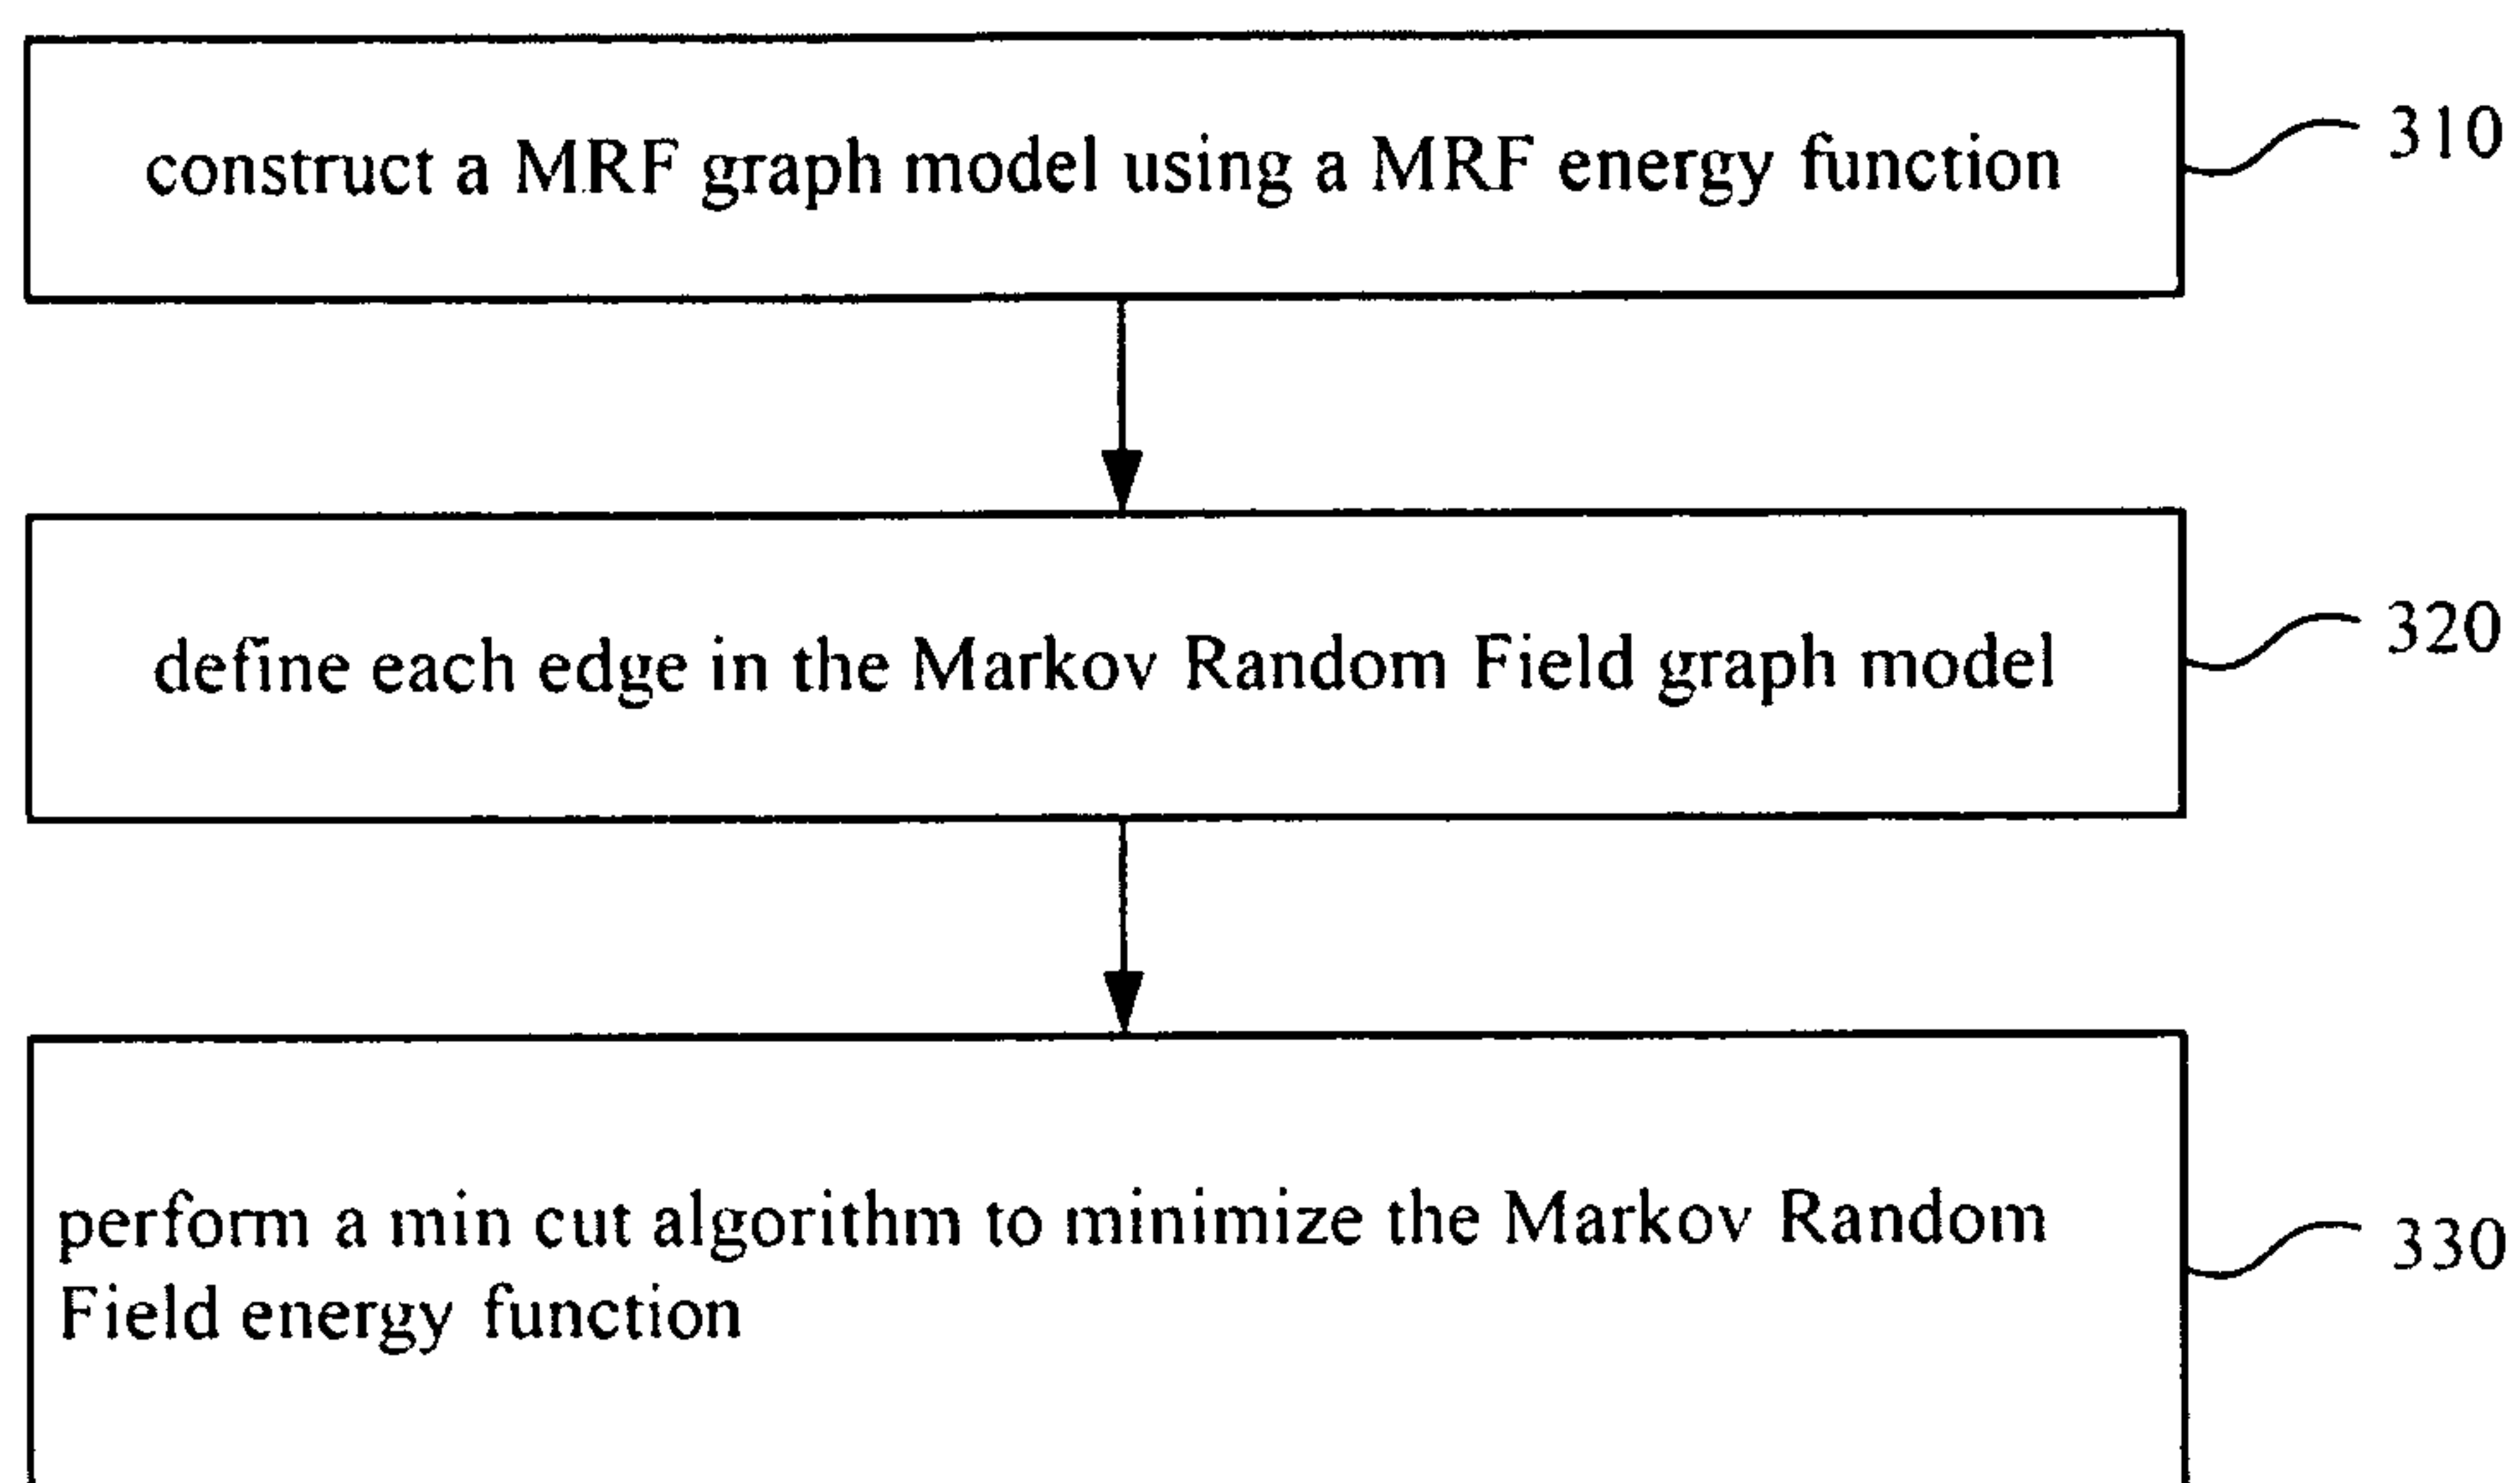 construct a MRF graph model using a MRF energy function
310
define each edge in the Markov Random Field graph model
320
perform a min cut algorithm to minimize the Markov Random
Field energy function
330